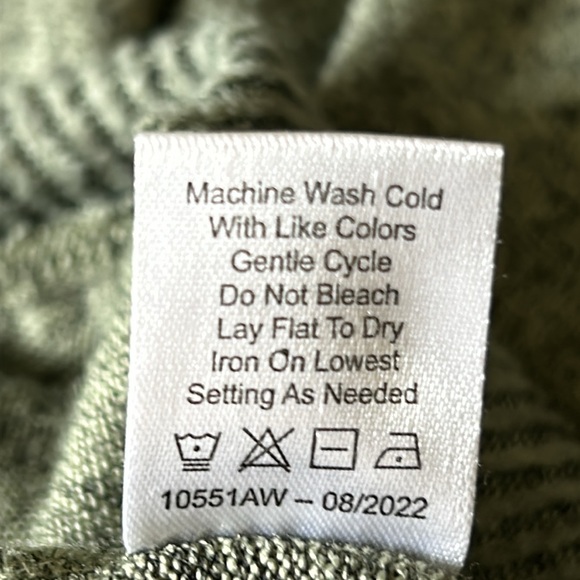 Machine Wash Cold
With Like Colors
Gentle Cycle
Do Not Bleach
Lay Flat To Dry
Iron On Lowest
Setting As Needed
10551AW – 08/2022